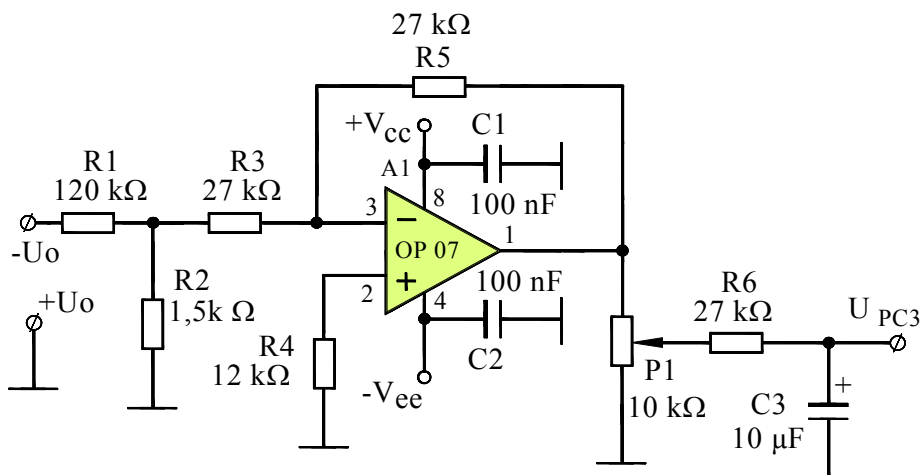 27 kΩ
R5
+Vcc
C1
A1
100 nF
R1
120 kΩ
R3
27 kΩ
3
8
−
OP 07
1
-Uo
+
2
4
100 nF
R2
1,5k Ω
+Uo
R4
12 kΩ
C2
-Vee
R6
27 kΩ
U PC3
P1
10 kΩ
+
C3
10 µF